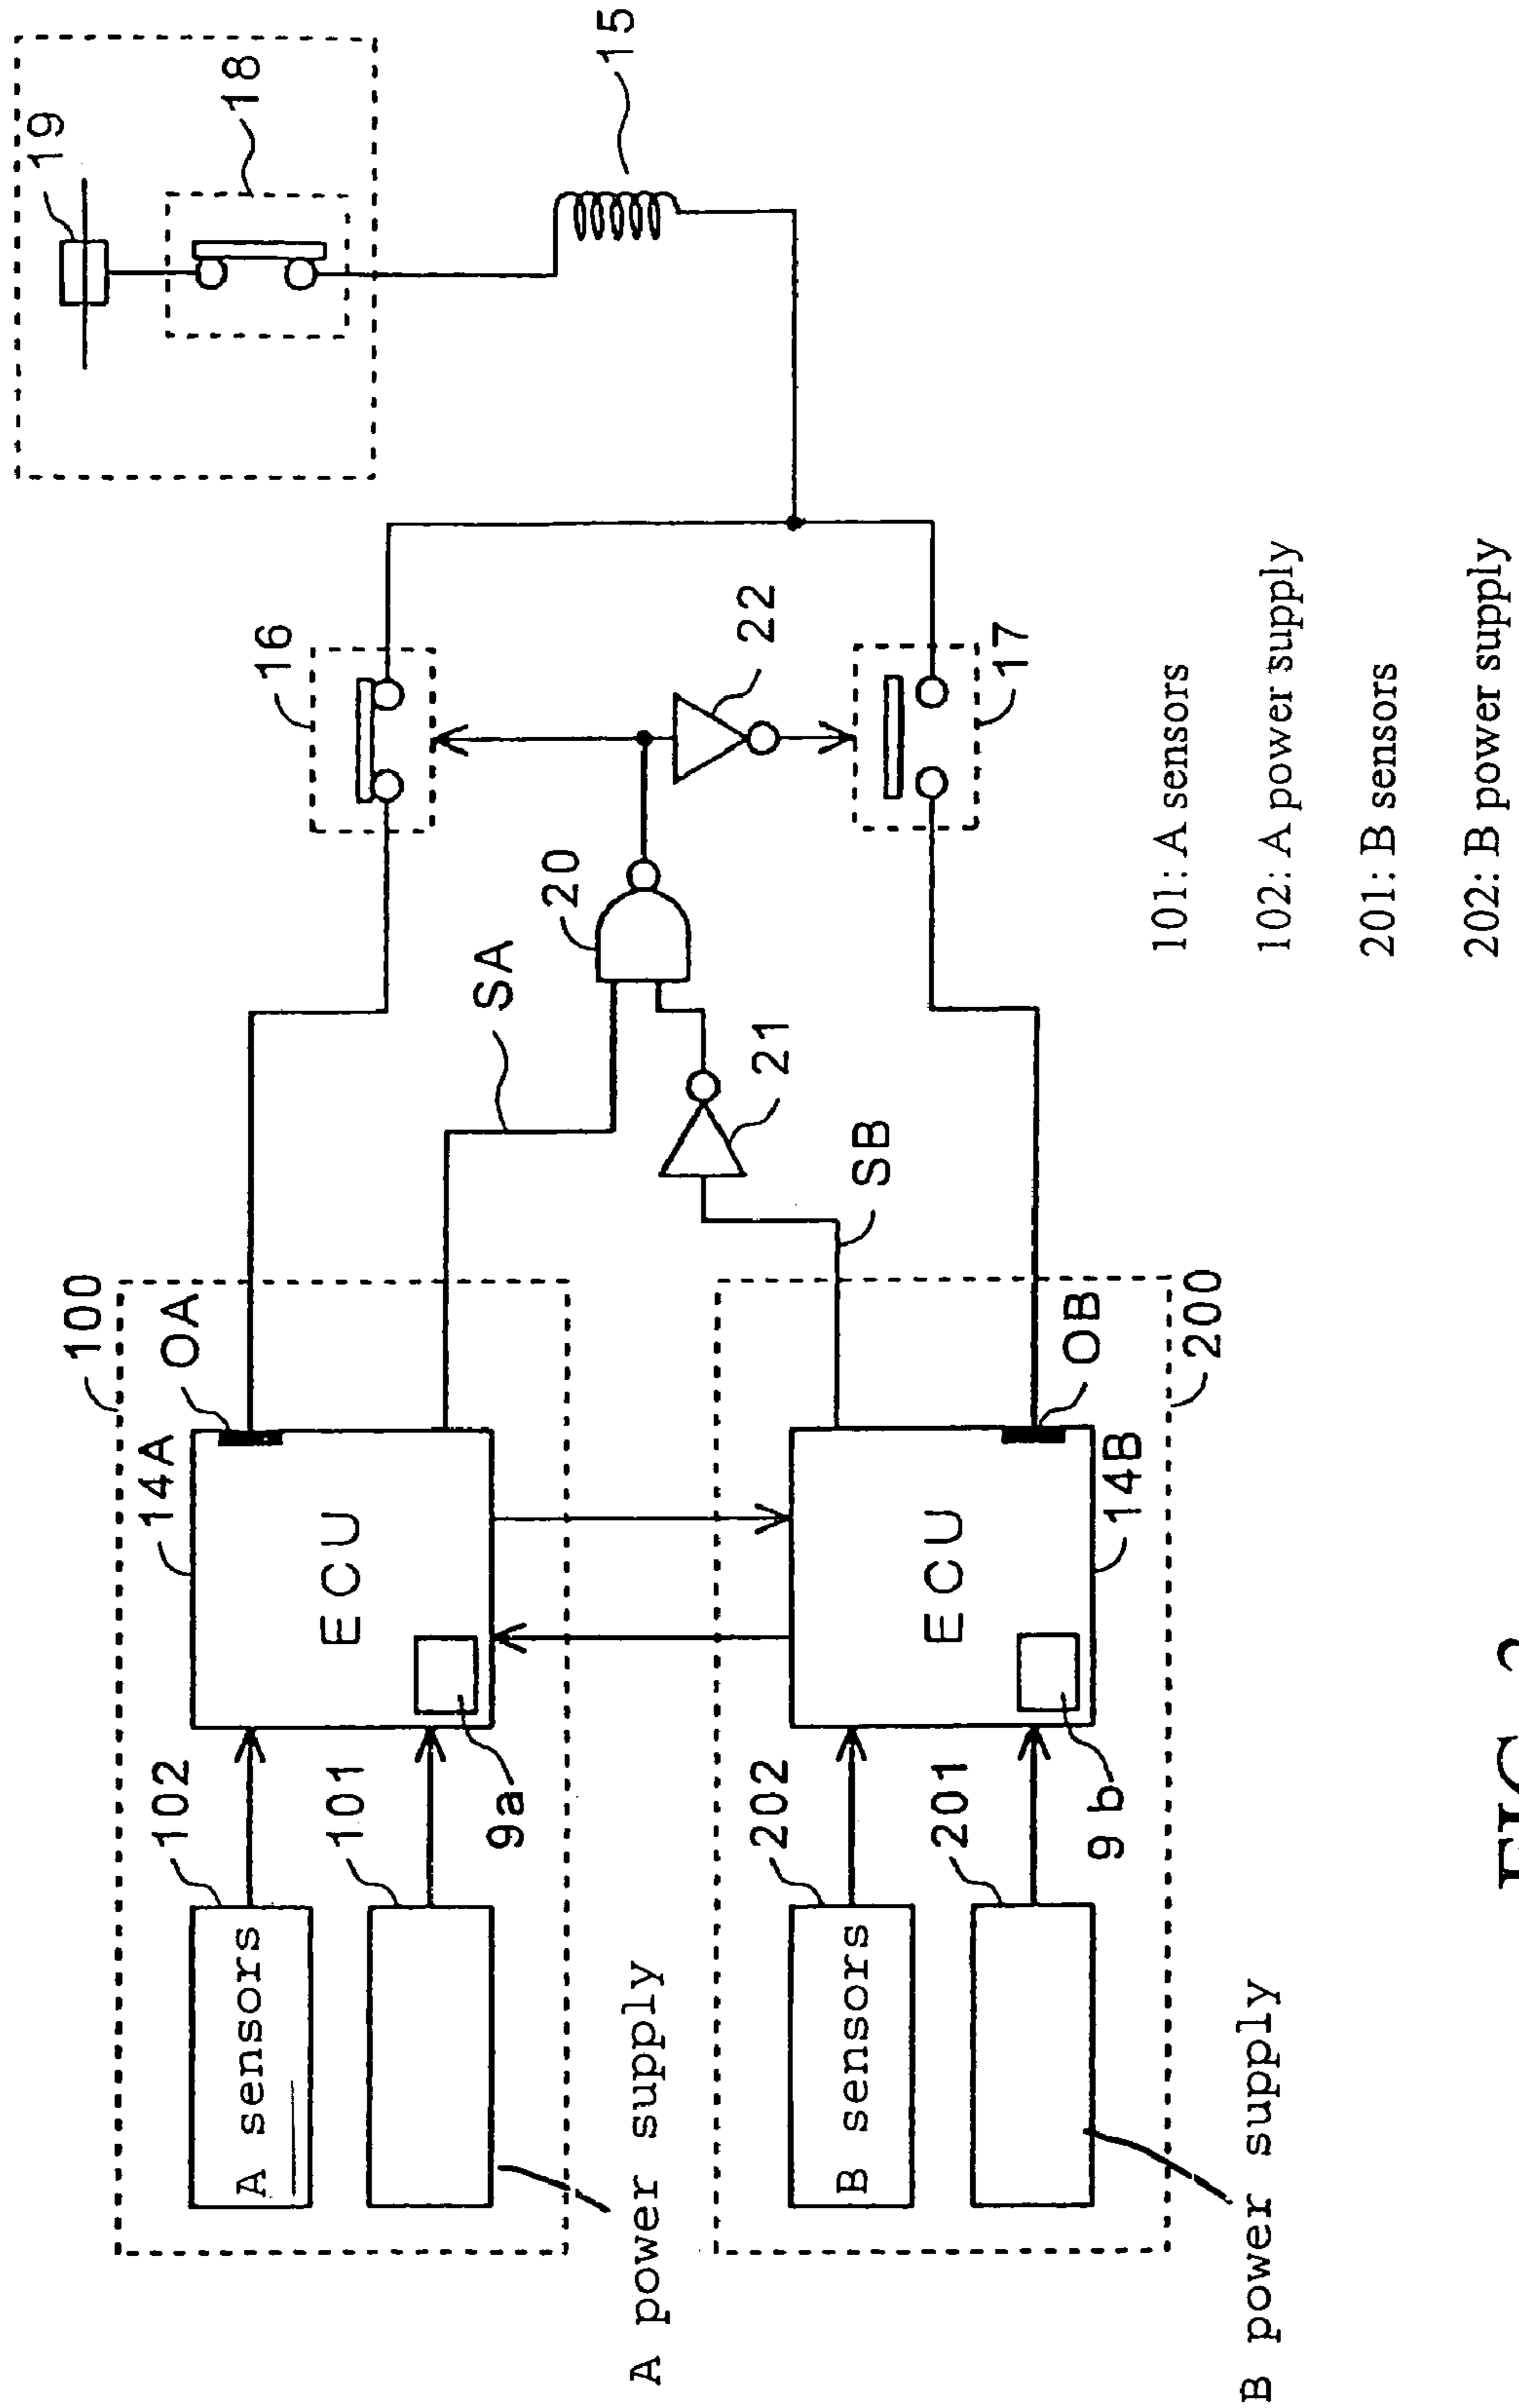 100
14A
OA
102
A sensors
101
9a
ECU
A power supply
SA
16
20
22
21
SB
17
19
18
15
200
14B
OB
202
B sensors
201
9b
ECU
B power supply
101: A sensors
102: A power supply
201: B sensors
202: B power supply
FIG.